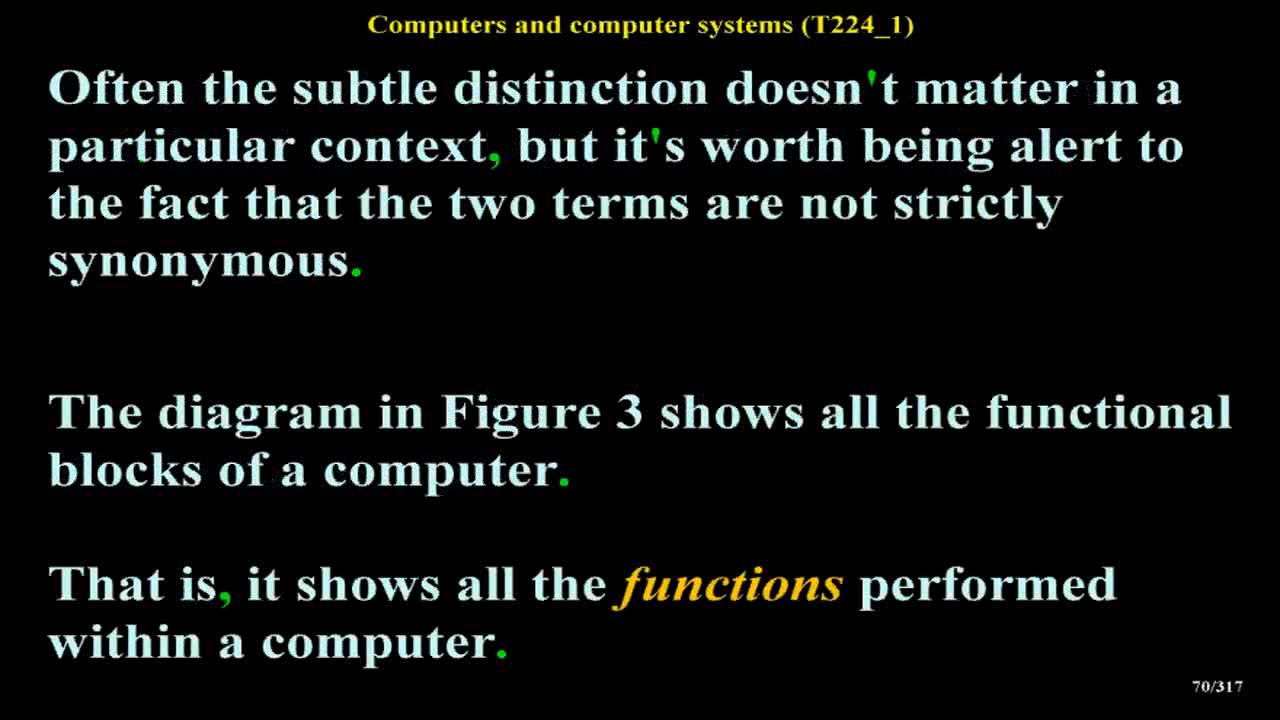 Computers and computer systems (T224_1)
Often the subtle distinction doesn't matter in a
particular context, but it's worth being alert to
the fact that the two terms are not strictly
synonymous.
The diagram in Figure 3 shows all the functional
blocks of a computer.
That is, it shows all the functions performed
within a computer.
70/317